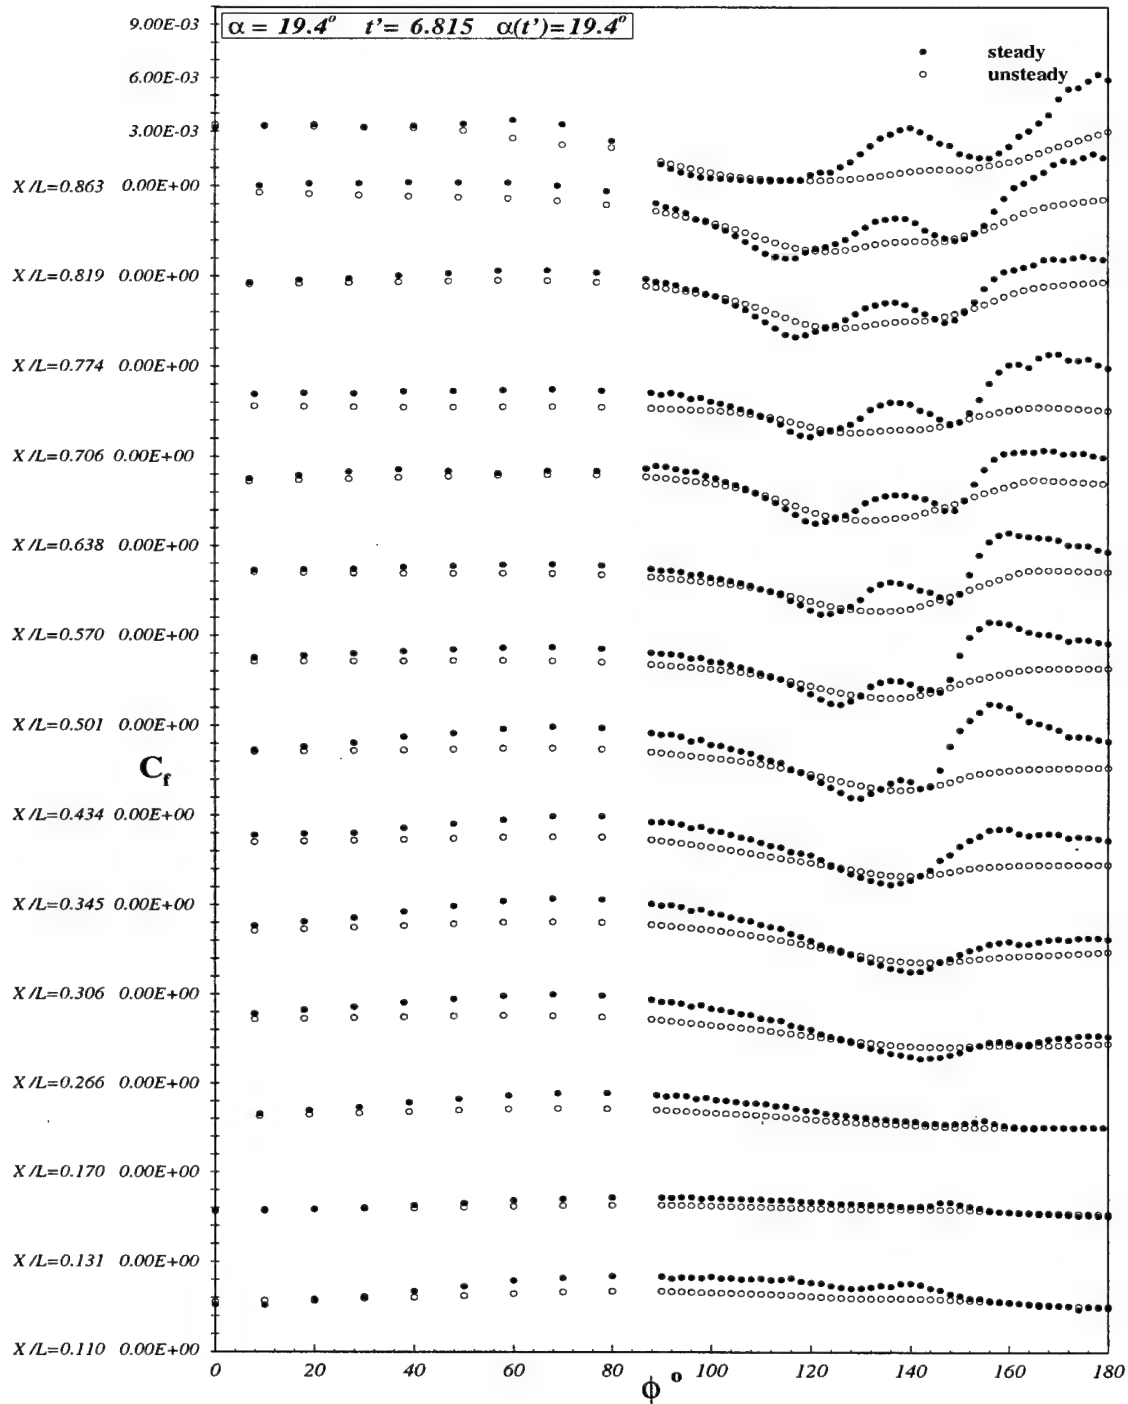 α = 19.4° t'= 6.815 α(t')=19.4°
9.00E-03
steady
6.00E-03
unsteady
3.00E-03
X/L=0.863 0.00E+00
X/L=0.819 0.00E+00
X/L=0.774 0.00E+00
X/L=0.706 0.00E+00
X/L=0.638 0.00E+00
X/L=0.570 0.00E+00
X/L=0.501 0.00E+00
C_f
X/L=0.434 0.00E+00
X/L=0.345 0.00E+00
X/L=0.306 0.00E+00
X/L=0.266 0.00E+00
X/L=0.170 0.00E+00
X/L=0.131 0.00E+00
X/L=0.110 0.00E+00
0 20 40 60 80 100 120 140 160 180
ϕ °